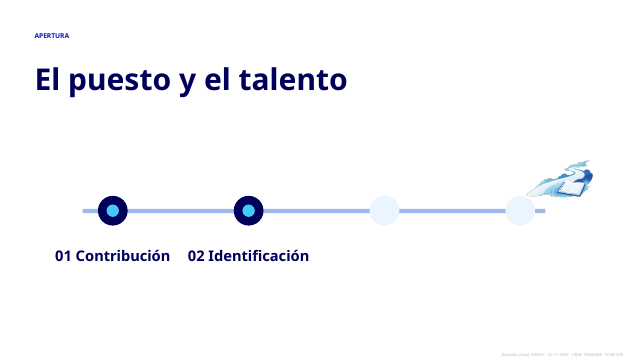 APERTURA
El puesto y el talento
01 Contribución
02 Identificación